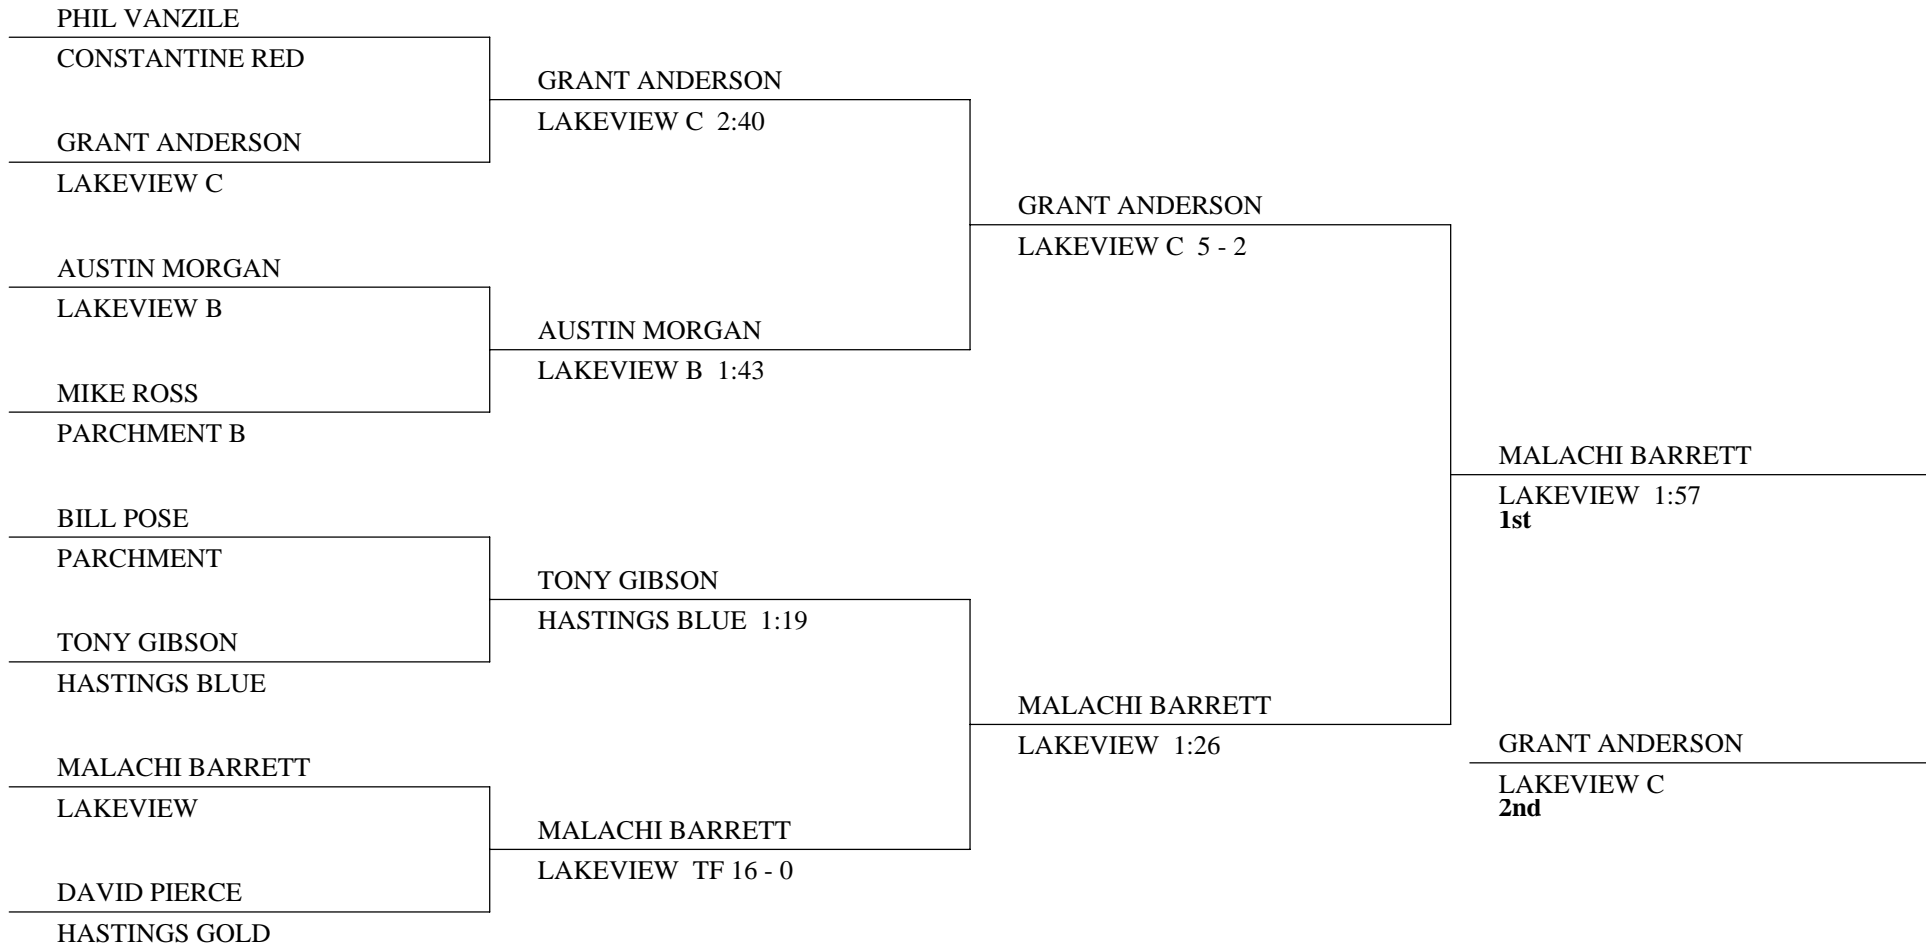 PHIL VANZILE
CONSTANTINE RED
GRANT ANDERSON
LAKEVIEW C
AUSTIN MORGAN
LAKEVIEW B
MIKE ROSS
PARCHMENT B
BILL POSE
PARCHMENT
TONY GIBSON
HASTINGS BLUE
MALACHI BARRETT
LAKEVIEW
DAVID PIERCE
HASTINGS GOLD
GRANT ANDERSON
LAKEVIEW C 2:40
AUSTIN MORGAN
LAKEVIEW B 1:43
TONY GIBSON
HASTINGS BLUE 1:19
MALACHI BARRETT
LAKEVIEW TF 16 - 0
GRANT ANDERSON
LAKEVIEW C 5 - 2
MALACHI BARRETT
LAKEVIEW 1:26
MALACHI BARRETT
LAKEVIEW 1:57
1st
GRANT ANDERSON
LAKEVIEW C
2nd